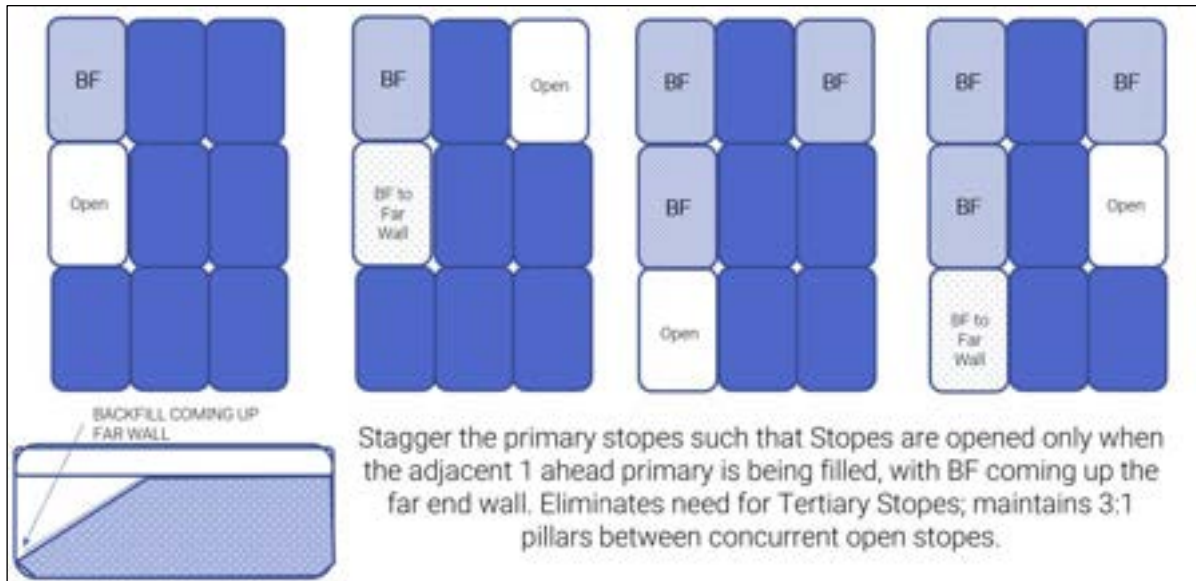 BF
Open
BF
Open
BF to
Far
Wall
BF
BF
BF
Open
BF
BF
BF
Open
BF to
Far
Wall
BACKFILL COMING UP
FAR WALL
Stagger the primary stopes such that Stopes are opened only when
the adjacent 1 ahead primary is being filled, with BF coming up the
far end wall. Eliminates need for Tertiary Stopes; maintains 3:1
pillars between concurrent open stopes.